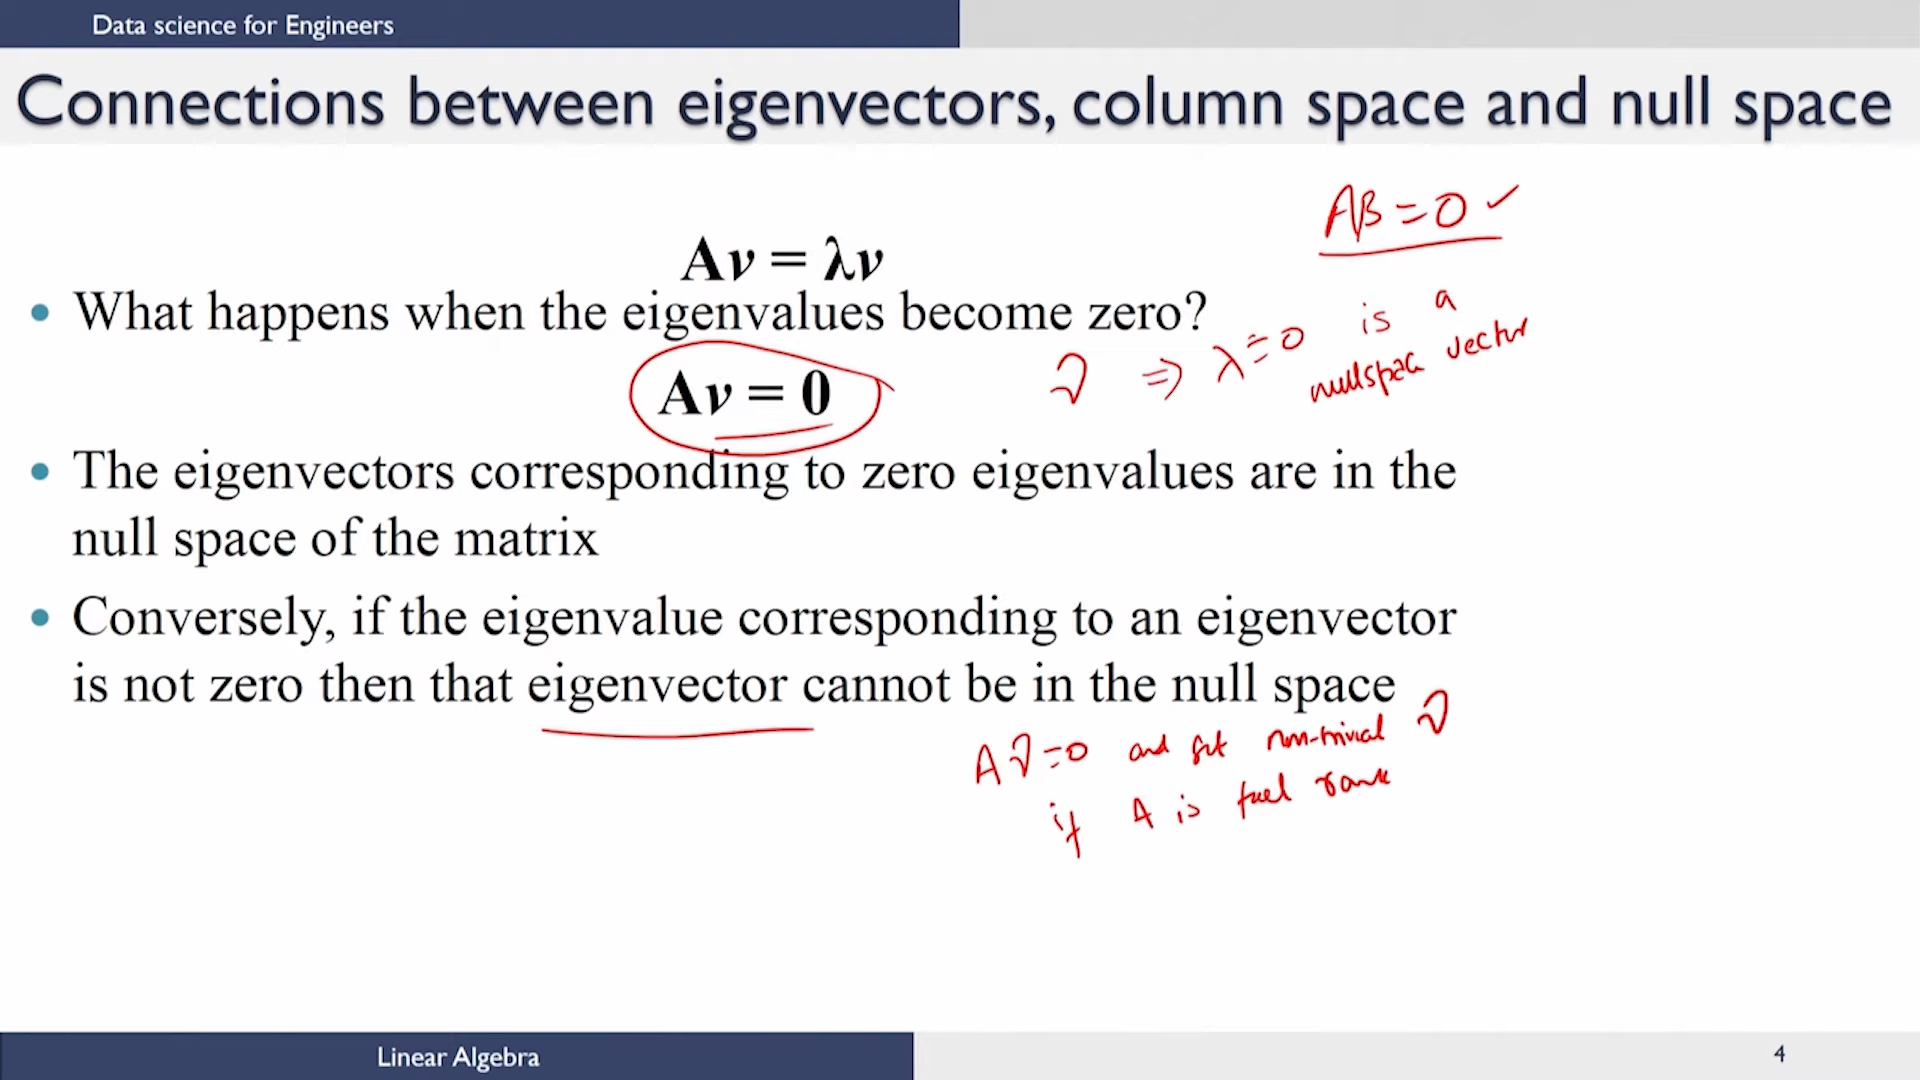 Data science for Engineers
Connections between eigenvectors, column space and null space
AB = 0 ✓
Av = λv
• What happens when the eigenvalues become zero?
ν ⇒ λ = 0 is a
nullspac vector
Av = 0
• The eigenvectors corresponding to zero eigenvalues are in the
null space of the matrix
• Conversely, if the eigenvalue corresponding to an eigenvector
is not zero then that eigenvector cannot be in the null space
Aν = 0 and non-trivial ν
if A is full rank
Linear Algebra
4